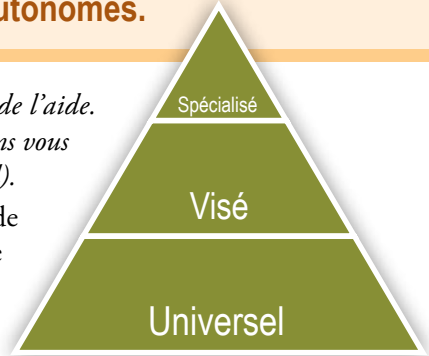 utonomes.
de l'aide.
ns vous
).
de
e
Spécialisé
Visé
Universel